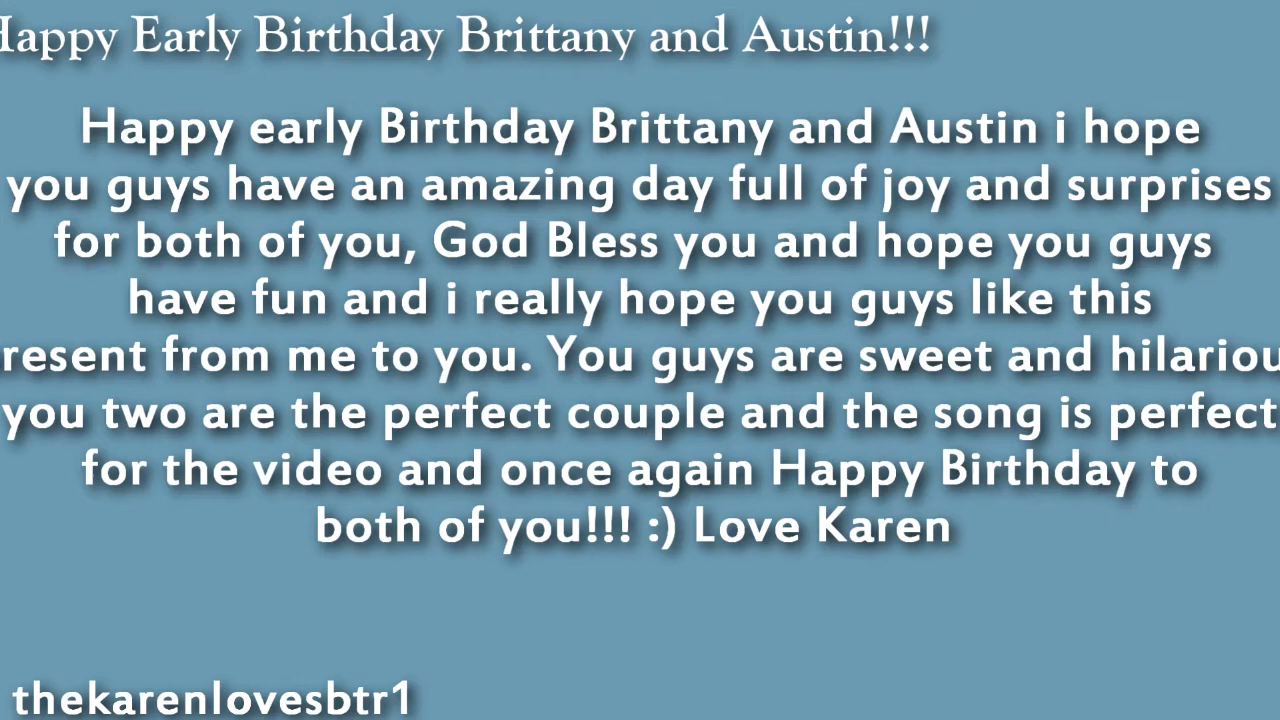 Happy Early Birthday Brittany and Austin!!!
Happy early Birthday Brittany and Austin i hope
you guys have an amazing day full of joy and surprises
for both of you, God Bless you and hope you guys
have fun and i really hope you guys like this
resent from me to you. You guys are sweet and hilariou
you two are the perfect couple and the song is perfect
for the video and once again Happy Birthday to
both of you!!! :) Love Karen
thekarenlovesbtr1